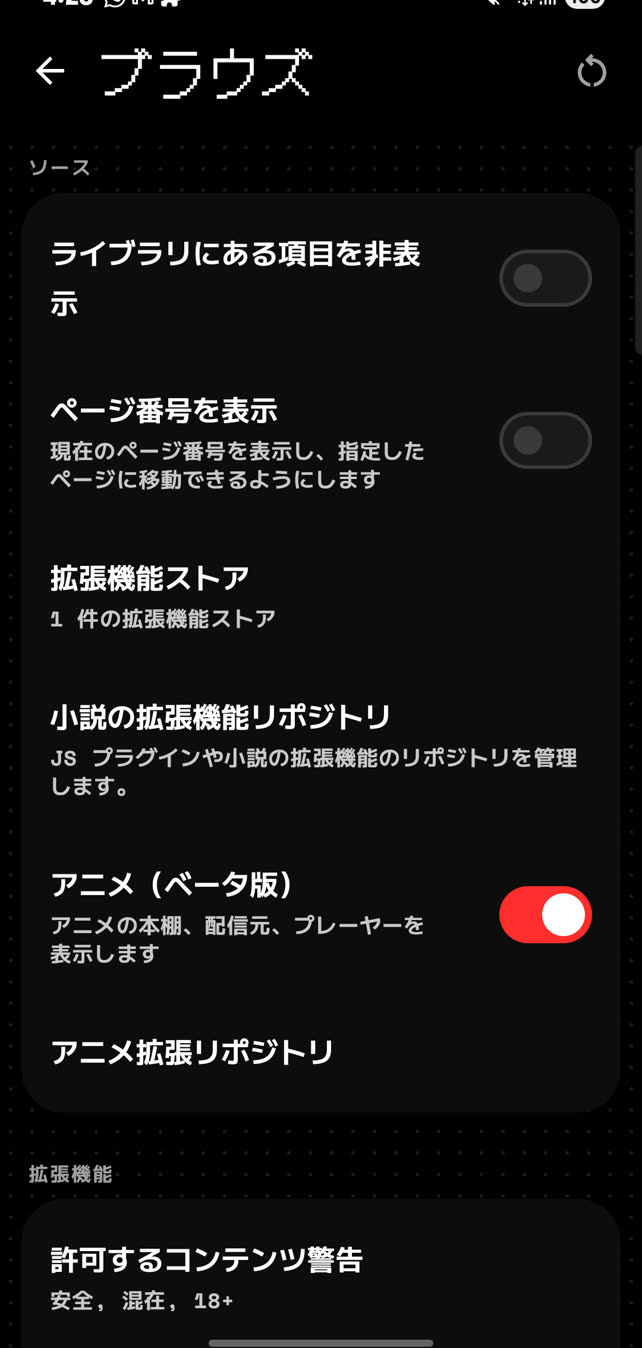 ブラウズ
ソース
ライブラリにある項目を非表
示
ページ番号を表示
現在のページ番号を表示し、指定した
ページに移動できるようにします
拡張機能ストア
1 件の拡張機能ストア
小説の拡張機能リポジトリ
JS プラグインや小説の拡張機能のリポジトリを管理
します。
アニメ（ベータ版）
アニメの本棚、配信元、プレーヤーを
表示します
アニメ拡張リポジトリ
拡張機能
許可するコンテンツ警告
安全, 混在, 18+